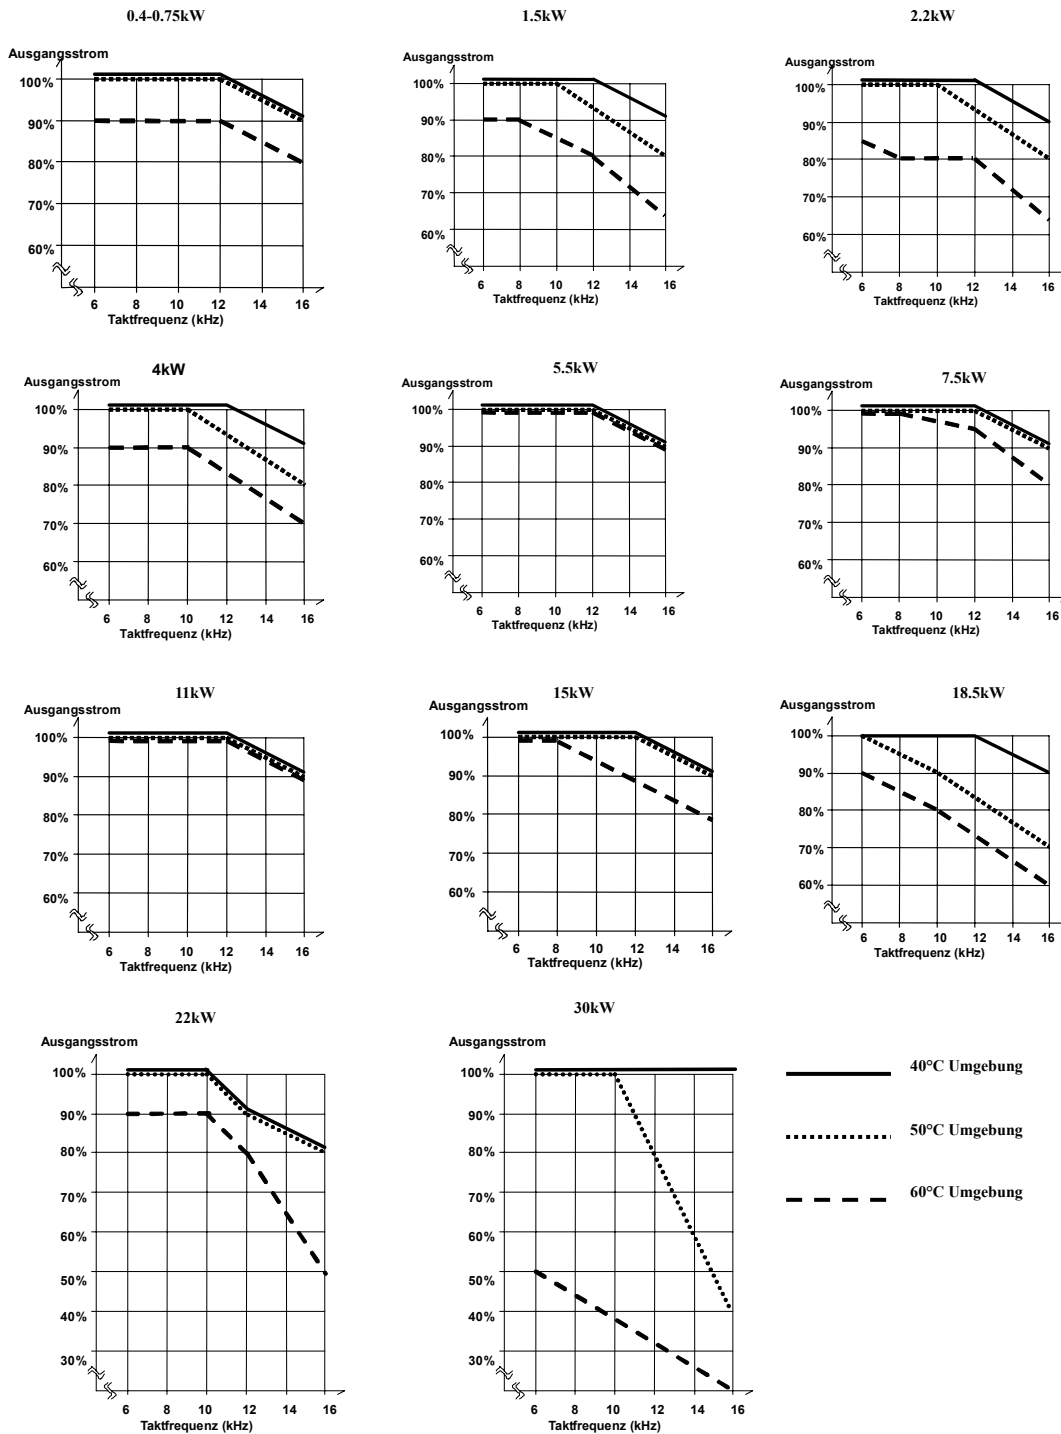 0.4-0.75kW
1.5kW
2.2kW
Ausgangsstrom
100%
90%
80%
70%
60%
6 8 10 12 14 16
Taktfrequenz (kHz)
Ausgangsstrom
100%
90%
80%
70%
60%
6 8 10 12 14 16
Taktfrequenz (kHz)
Ausgangsstrom
100%
90%
80%
70%
60%
6 8 10 12 14 16
Taktfrequenz (kHz)
4kW
5.5kW
7.5kW
Ausgangsstrom
100%
90%
80%
70%
60%
6 8 10 12 14 16
Taktfrequenz (kHz)
Ausgangsstrom
100%
90%
80%
70%
60%
6 8 10 12 14 16
Taktfrequenz (kHz)
Ausgangsstrom
100%
90%
80%
70%
60%
6 8 10 12 14 16
Taktfrequenz (kHz)
11kW
15kW
18.5kW
Ausgangsstrom
100%
90%
80%
70%
60%
6 8 10 12 14 16
Taktfrequenz (kHz)
Ausgangsstrom
100%
90%
80%
70%
60%
6 8 10 12 14 16
Taktfrequenz (kHz)
Ausgangsstrom
100%
90%
80%
70%
60%
6 8 10 12 14 16
Taktfrequenz (kHz)
22kW
30kW
Ausgangsstrom
100%
90%
80%
70%
60%
50%
40%
30%
6 8 10 12 14 16
Taktfrequenz (kHz)
Ausgangsstrom
100%
90%
80%
70%
60%
50%
40%
30%
6 8 10 12 14 16
Taktfrequenz (kHz)
40°C Umgebung
50°C Umgebung
60°C Umgebung